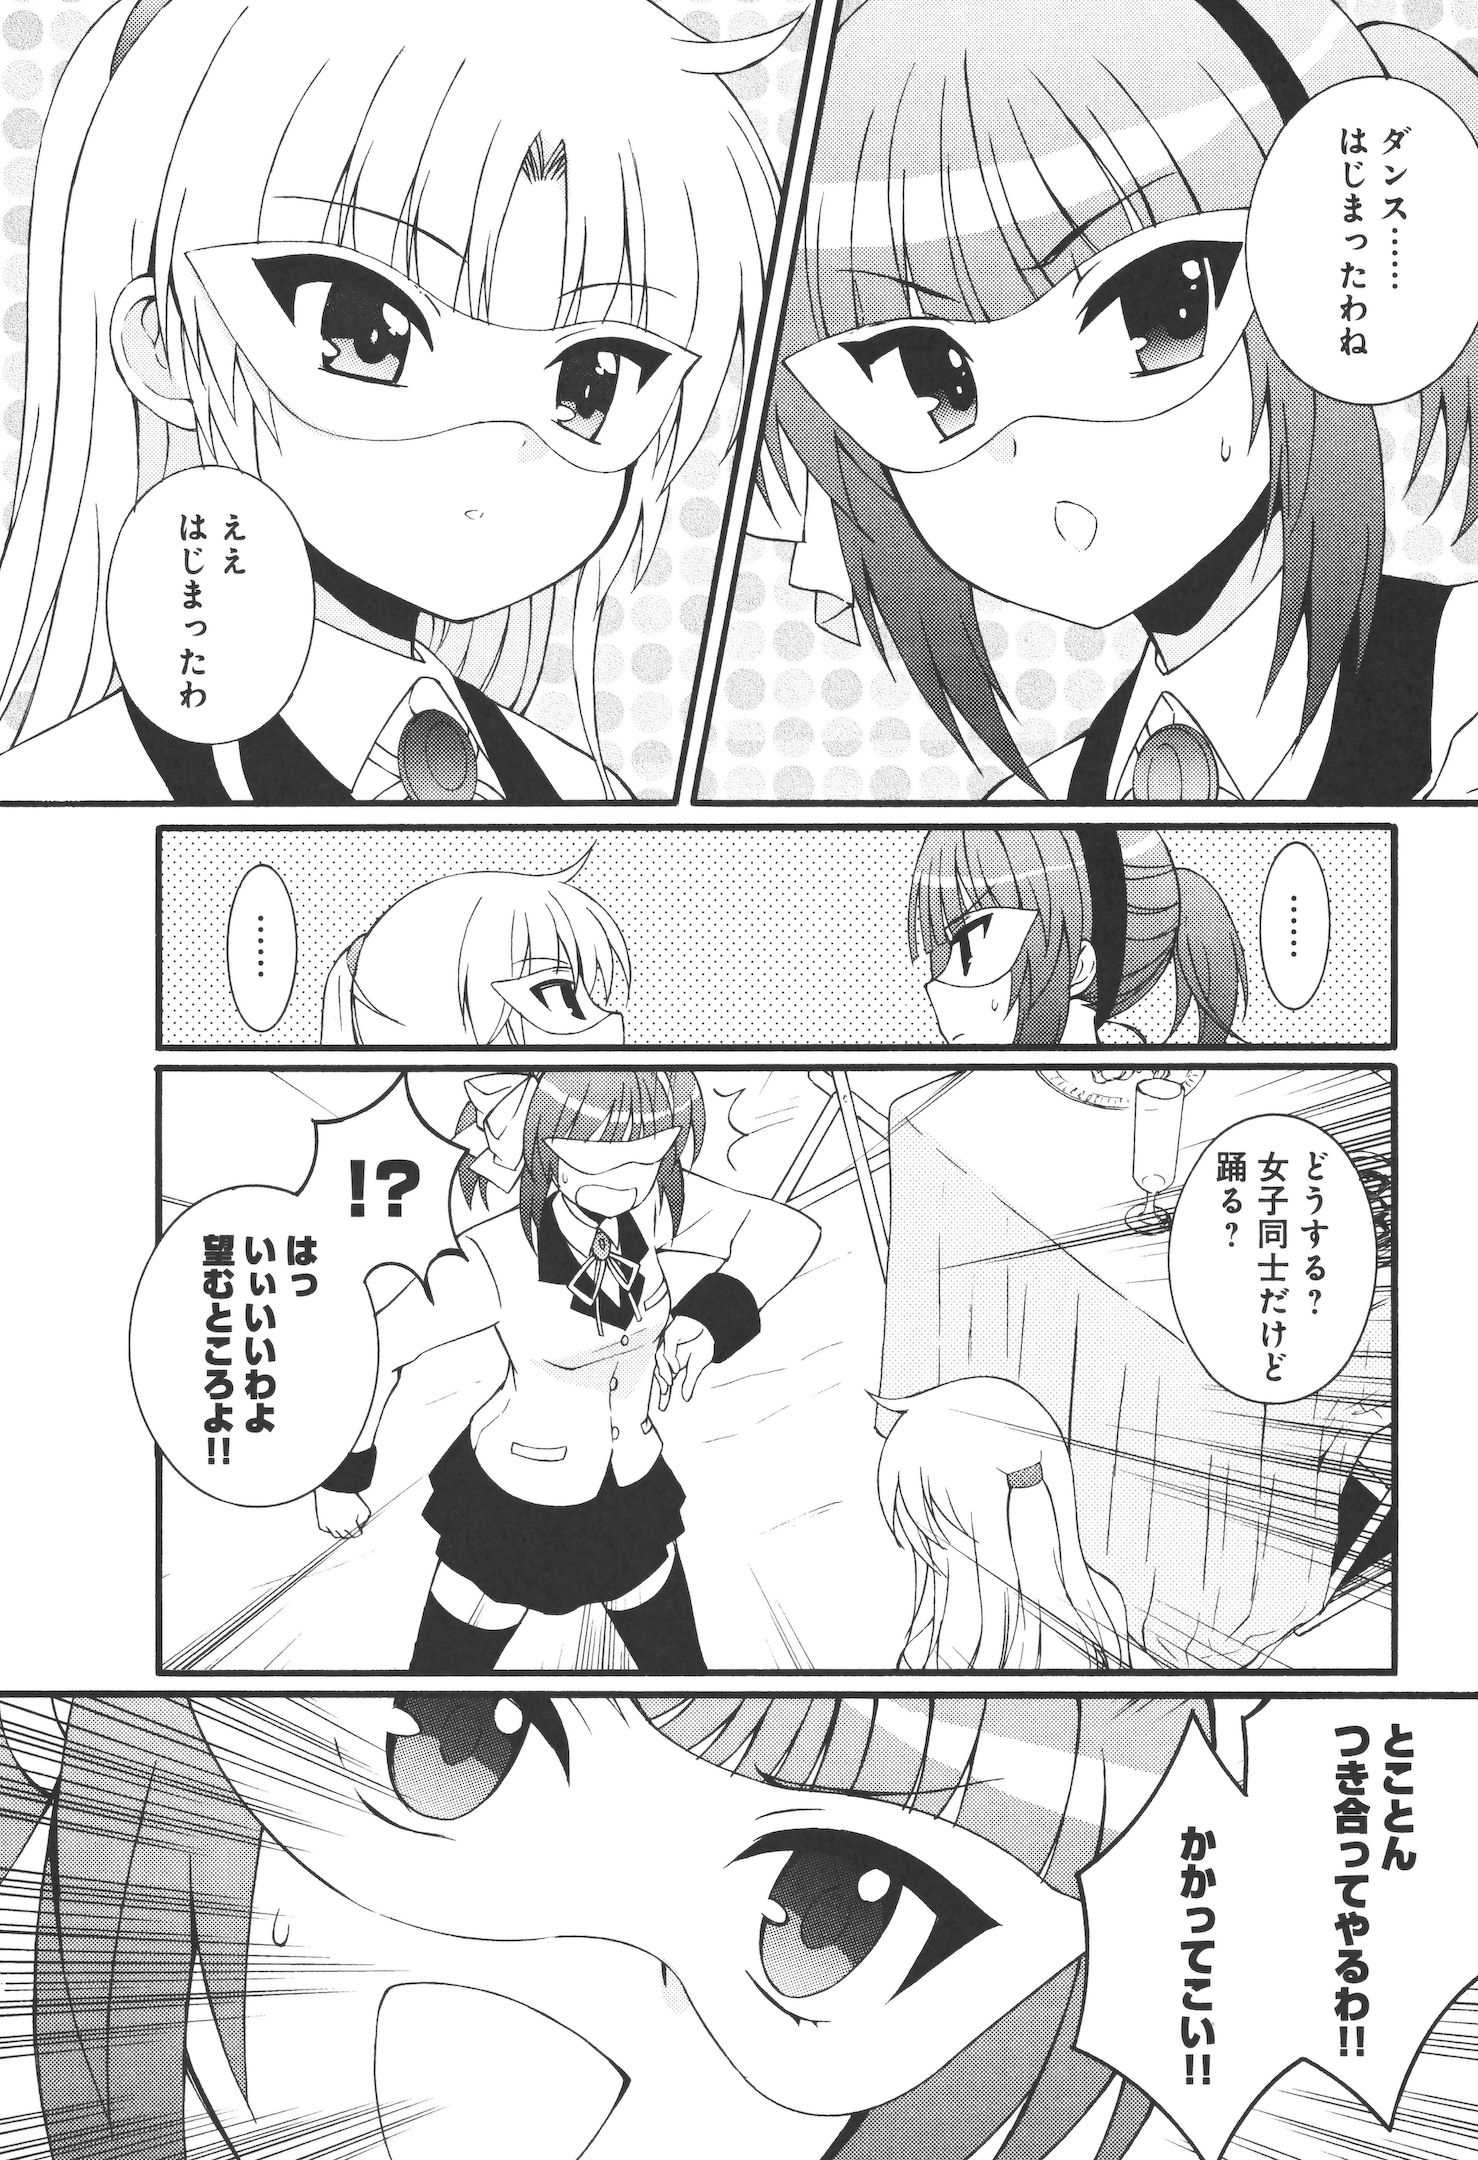 ダンス……
はじまったわね
ええ
はじまったわ
……
……
どうする？
女子同士だけど
踊る？
!?
はっ
いぃいいわよ
望むところよ!!
とことん
つき合ってやるわ!!
かかってこい!!